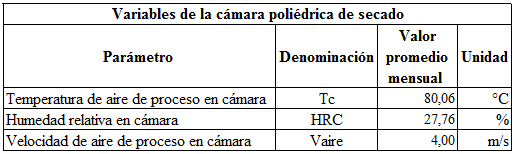 Variables de la cámara poliédrica de secado
Parámetro Denominación Valor promedio mensual Unidad
Temperatura de aire de proceso en cámara Tc 80,06 °C
Humedad relativa en cámara HRC 27,76 %
Velocidad de aire de proceso en cámara Vaire 4,00 m/s